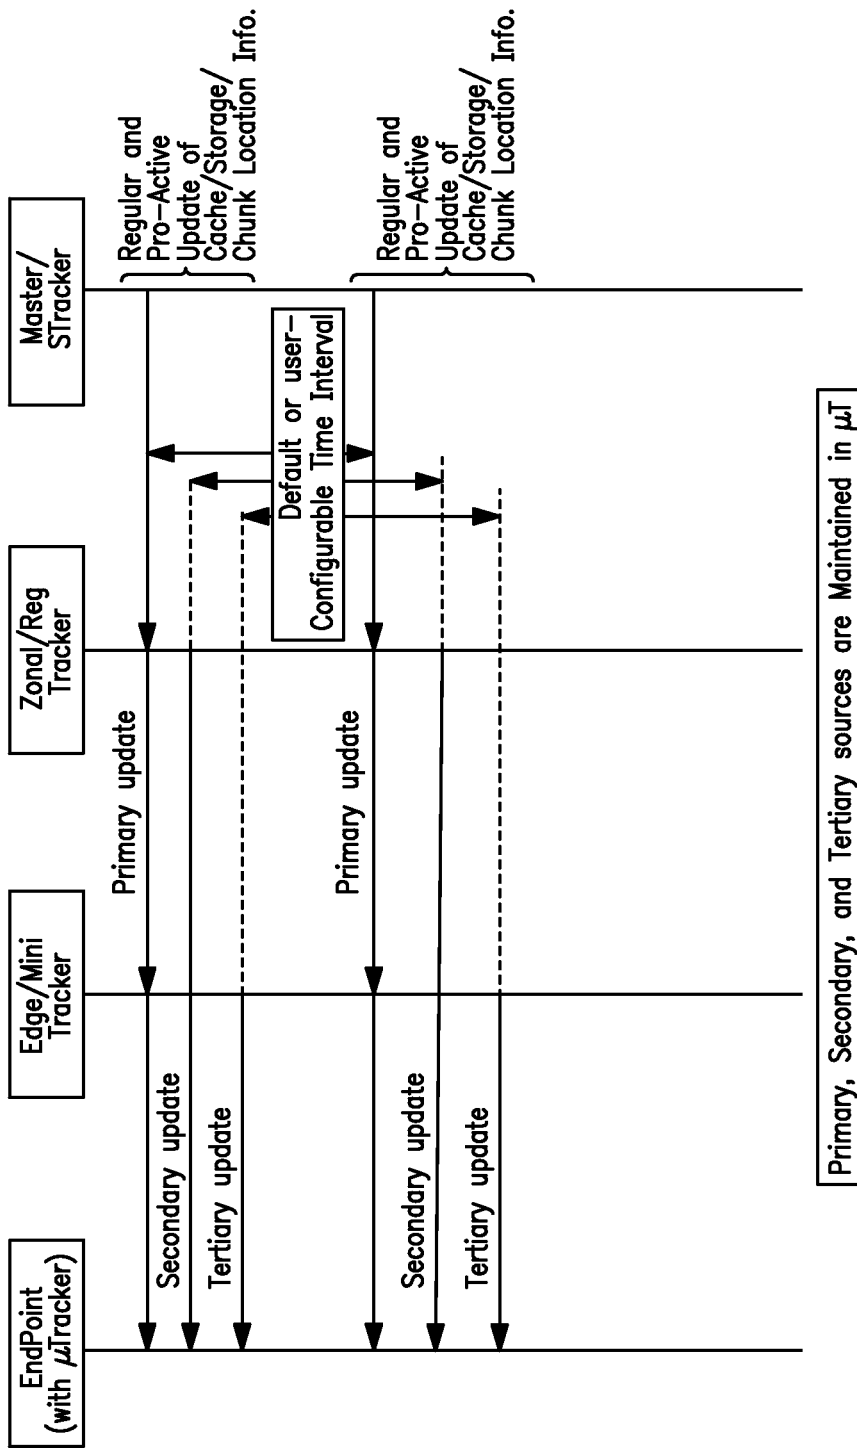 EndPoint
(with μTracker)
Edge/Mini
Tracker
Zonal/Reg
Tracker
Master/
STracker
Primary update
Secondary update
Tertiary update
Regular and
Pro-Active
Update of
Cache/Storage/
Chunk Location Info.
Default or user-
Configurable Time Interval
Primary update
Secondary update
Tertiary update
Regular and
Pro-Active
Update of
Cache/Storage/
Chunk Location Info.
Primary, Secondary, and Tertiary sources are Maintained in μT